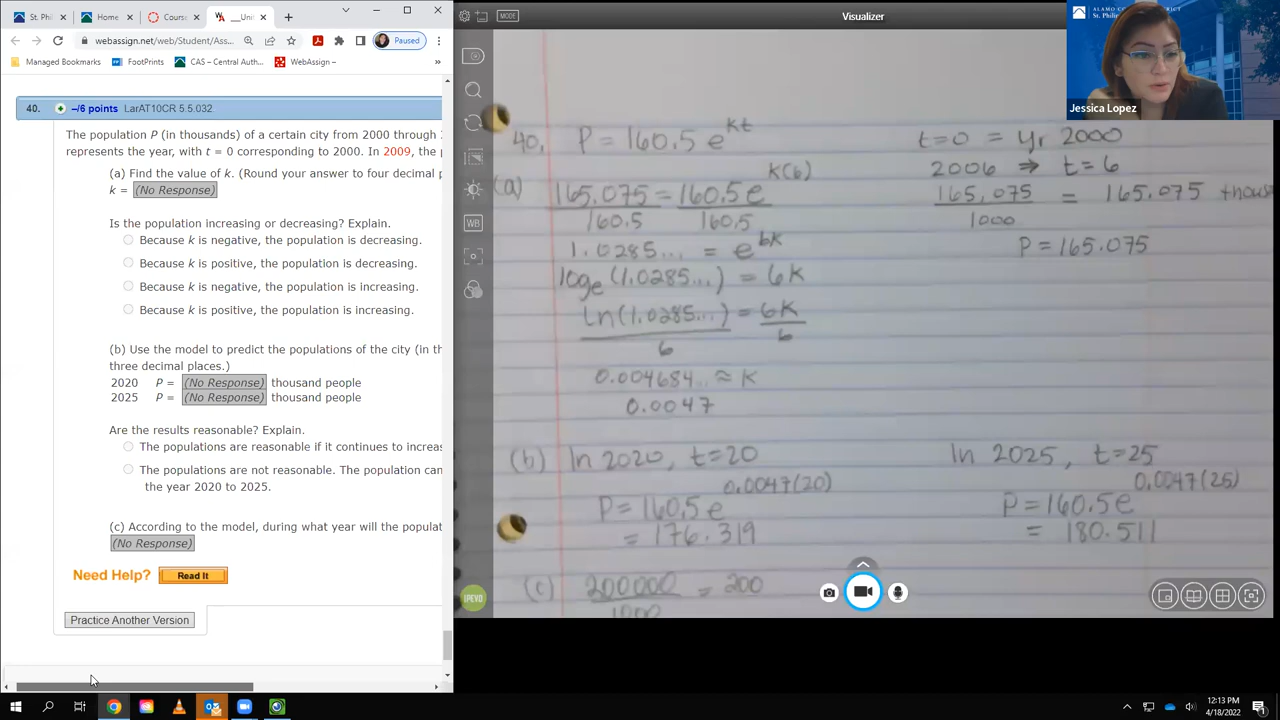 St. Phi
Home
Cours
__Uni
webassign.net/web/Student/Ass...
Paused
Managed Bookmarks
FootPrints
CAS – Central Auth...
WebAssign –
40.
–/6 points
LarAT10CR 5.5.032.
The population P (in thousands) of a certain city from 2000 through
represents the year, with t = 0 corresponding to 2000. In 2009, the p
(a) Find the value of k. (Round your answer to four decimal p
k = (No Response)
Is the population increasing or decreasing? Explain.
Because k is negative, the population is decreasing.
Because k is positive, the population is decreasing.
Because k is negative, the population is increasing.
Because k is positive, the population is increasing.
(b) Use the model to predict the populations of the city (in th
three decimal places.)
2020 P = (No Response) thousand people
2025 P = (No Response) thousand people
Are the results reasonable? Explain.
The populations are reasonable if it continues to increas
The populations are not reasonable. The population can
the year 2020 to 2025.
(c) According to the model, during what year will the populat
(No Response)
Need Help? Read It
Practice Another Version
MODE
Visualizer
WB
IPEVO
40. P = 160.5 e^kt
t=0 = yr 2000
2006 ⇒ t=6
(a) 165.075 = 160.5 e^k(6)
160.5 160.5
165,075 = 165.075 thous
1000
P = 165.075
1.0285... = e^6k
log_e (1.0285...) = 6k
ln(1.0285...) = 6k
6 6
0.004684... ≈ k
0.0047
(b) In 2020, t=20
P = 160.5 e^0.0047(20)
= 176.319
In 2025, t=25
P = 160.5 e^0.0047(25)
= 180.511
(c) 200000 = 200
1000
St. Phili
Jessica Lopez
12:13 PM
4/18/2022